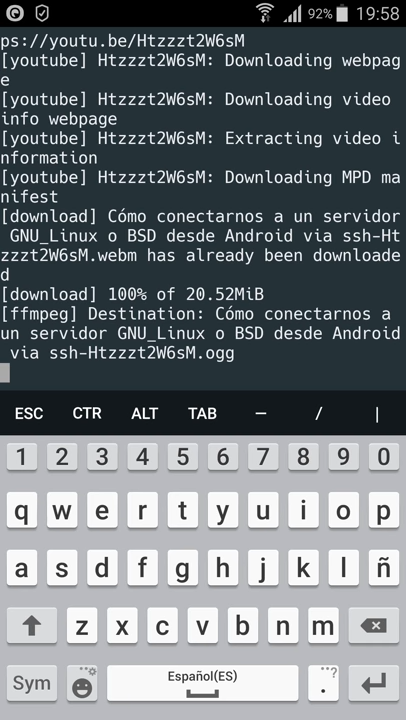 92% 19:58
ps://youtu.be/Htzzzt2W6sM
[youtube] Htzzzt2W6sM: Downloading webpag
e
[youtube] Htzzzt2W6sM: Downloading video
info webpage
[youtube] Htzzzt2W6sM: Extracting video i
nformation
[youtube] Htzzzt2W6sM: Downloading MPD ma
nifest
[download] Cómo conectarnos a un servidor
 GNU_Linux o BSD desde Android via ssh-Ht
zzzt2W6sM.webm has already been downloade
d
[download] 100% of 20.52MiB
[ffmpeg] Destination: Cómo conectarnos a
un servidor GNU_Linux o BSD desde Android
 via ssh-Htzzzt2W6sM.ogg
ESC CTR ALT TAB — / |
1 2 3 4 5 6 7 8 9 0
q w e r t y u i o p
a s d f g h j k l ñ
z x c v b n m
Sym Español(ES) . ?